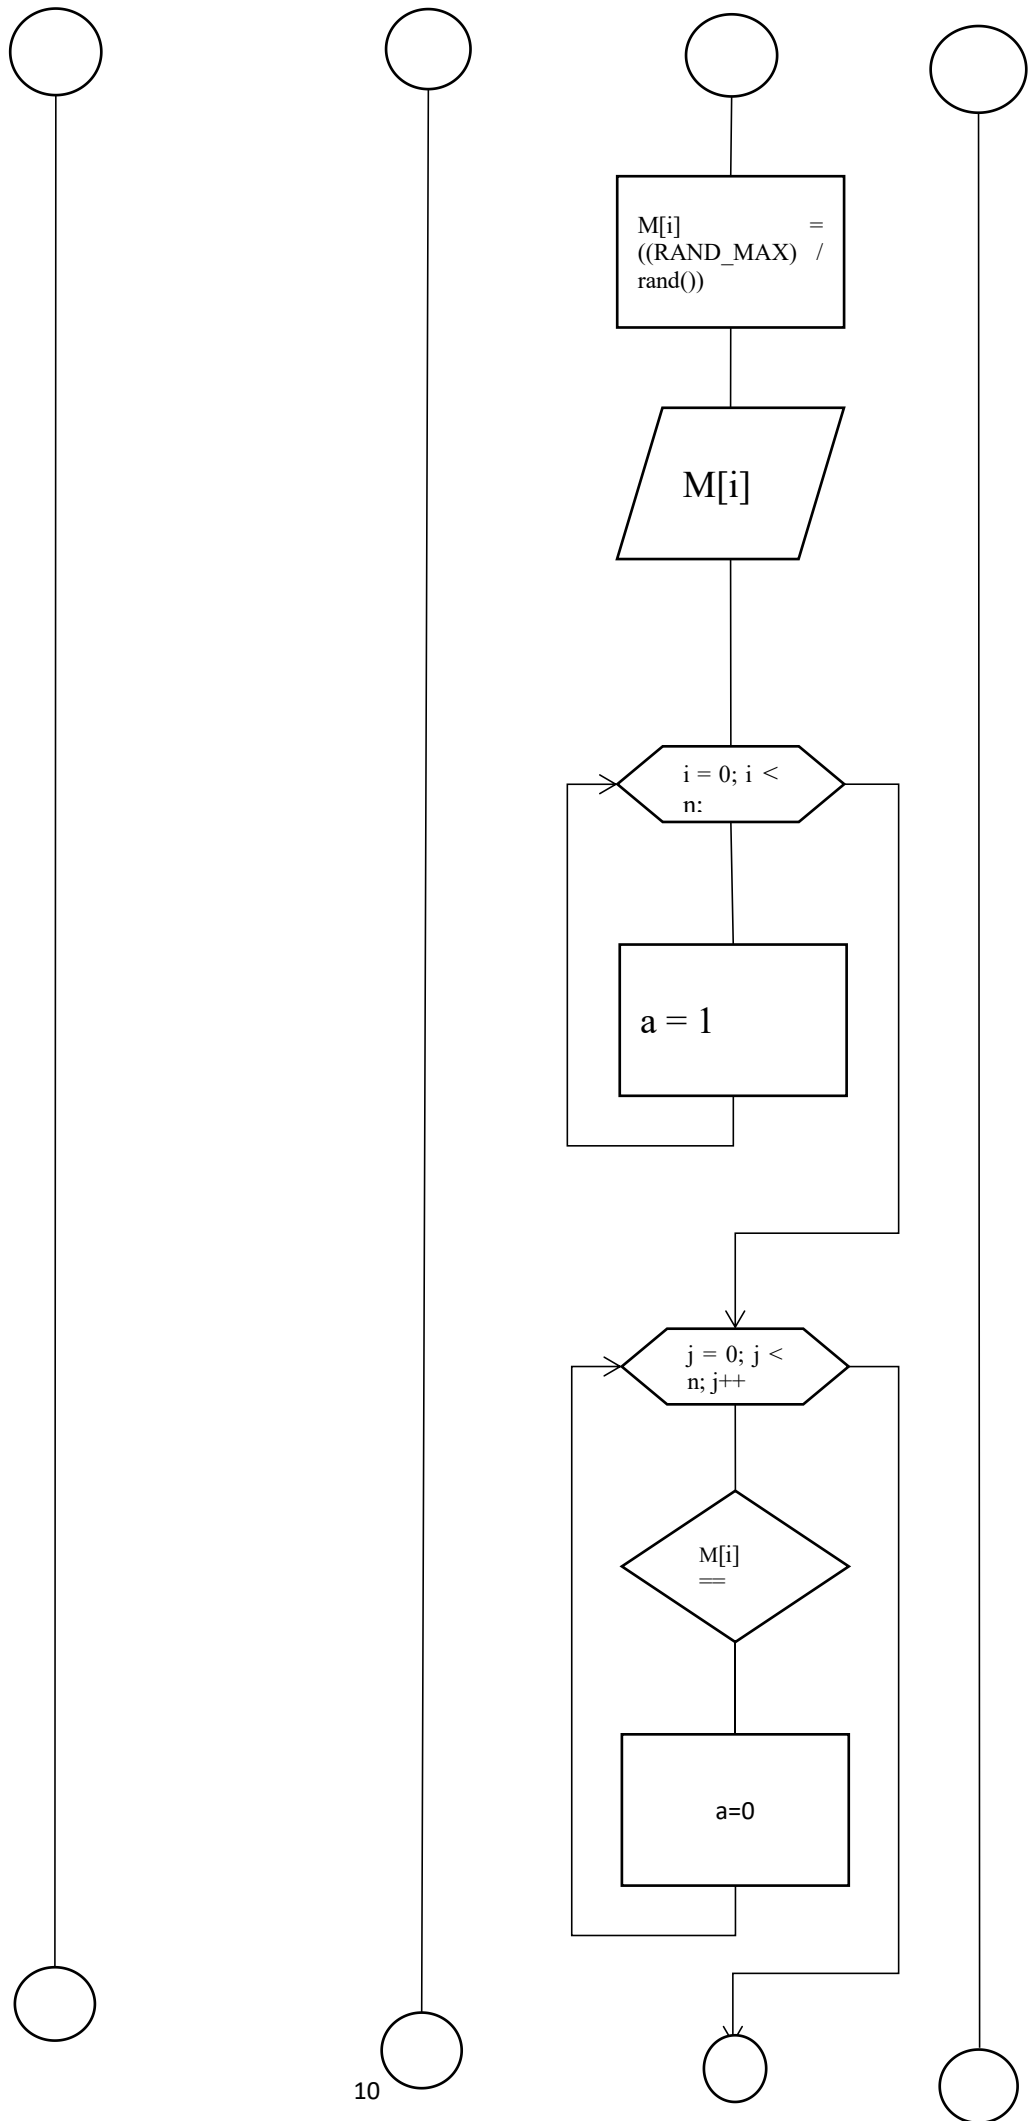 M[i] =
((RAND_MAX) /
rand())
M[i]
i = 0; i <
n;
a = 1
j = 0; j <
n; j++
M[i]
==
a=0
10